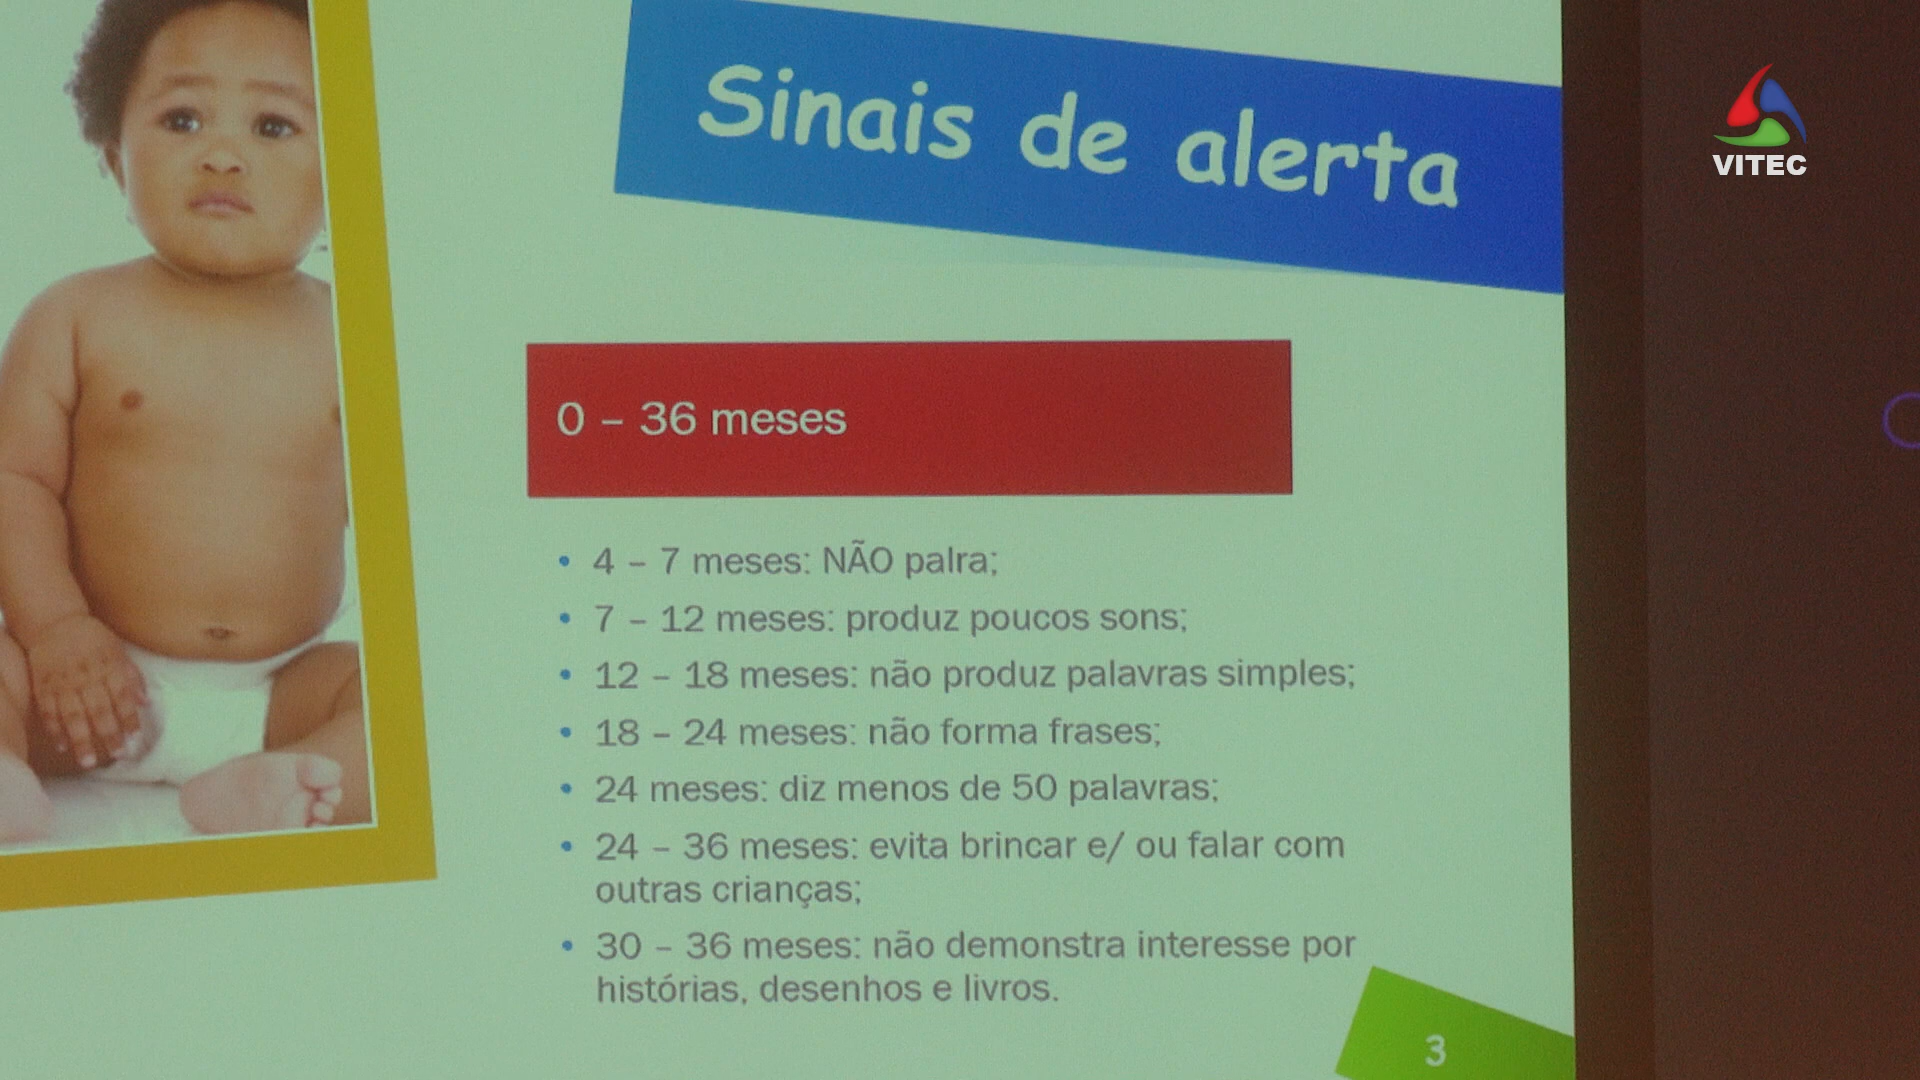 Sinais de alerta
VITEC
0 – 36 meses
• 4 – 7 meses: NÃO palra;
• 7 – 12 meses: produz poucos sons;
• 12 – 18 meses: não produz palavras simples;
• 18 – 24 meses: não forma frases;
• 24 meses: diz menos de 50 palavras;
• 24 – 36 meses: evita brincar e/ ou falar com
outras crianças;
• 30 – 36 meses: não demonstra interesse por
histórias, desenhos e livros.
3